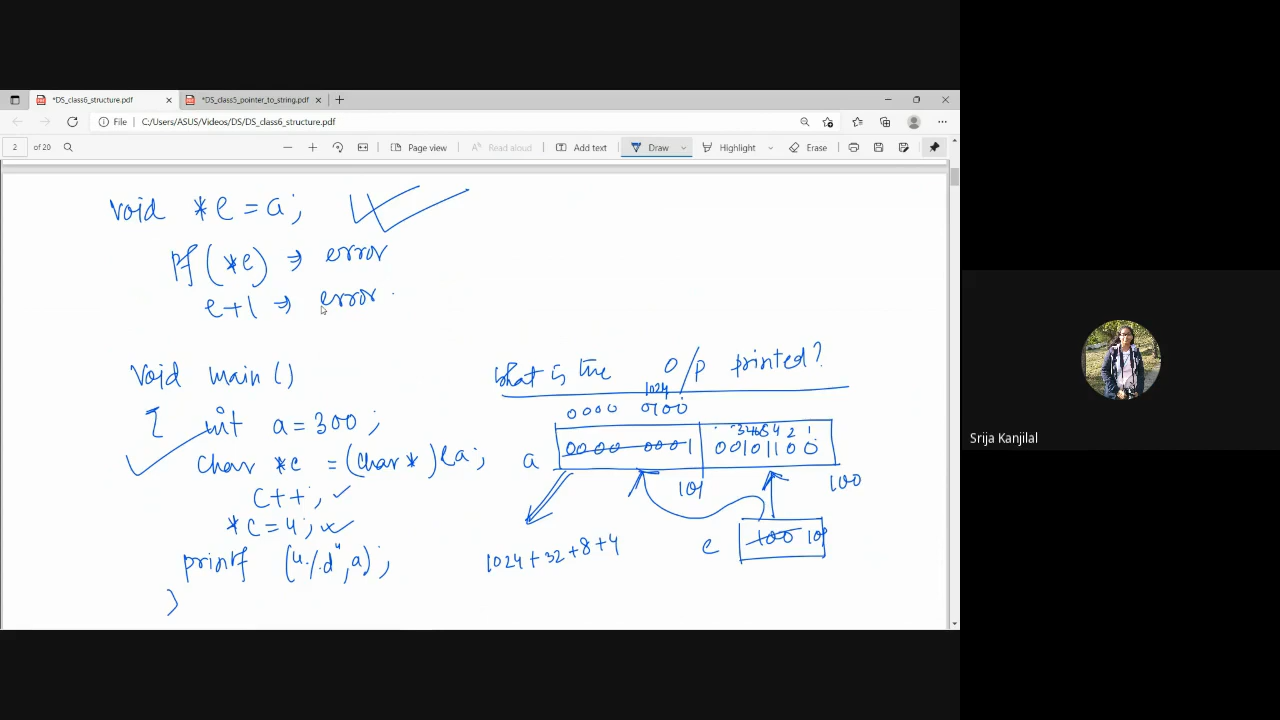 *DS_class6_structure.pdf
*DS_class5_pointer_to_string.pdf
File C:/Users/ASUS/Videos/DS/DS_class6_structure.pdf
2 of 20
Page view
Read aloud
Add text
Draw
Highlight
Erase
void *e = a;
Pf (*e) ⇒ error
e+1 ⇒ error
void main ()
{ int a = 300;
char *c = (char*) &a;
c++;
*c = 4;
printf ("%d", a);
}
What is the o/p printed?
1024
0000 0100
a 0000 0001 00101100
101 100
1024 + 32 + 8 + 4
c 100 101
Srija Kanjilal